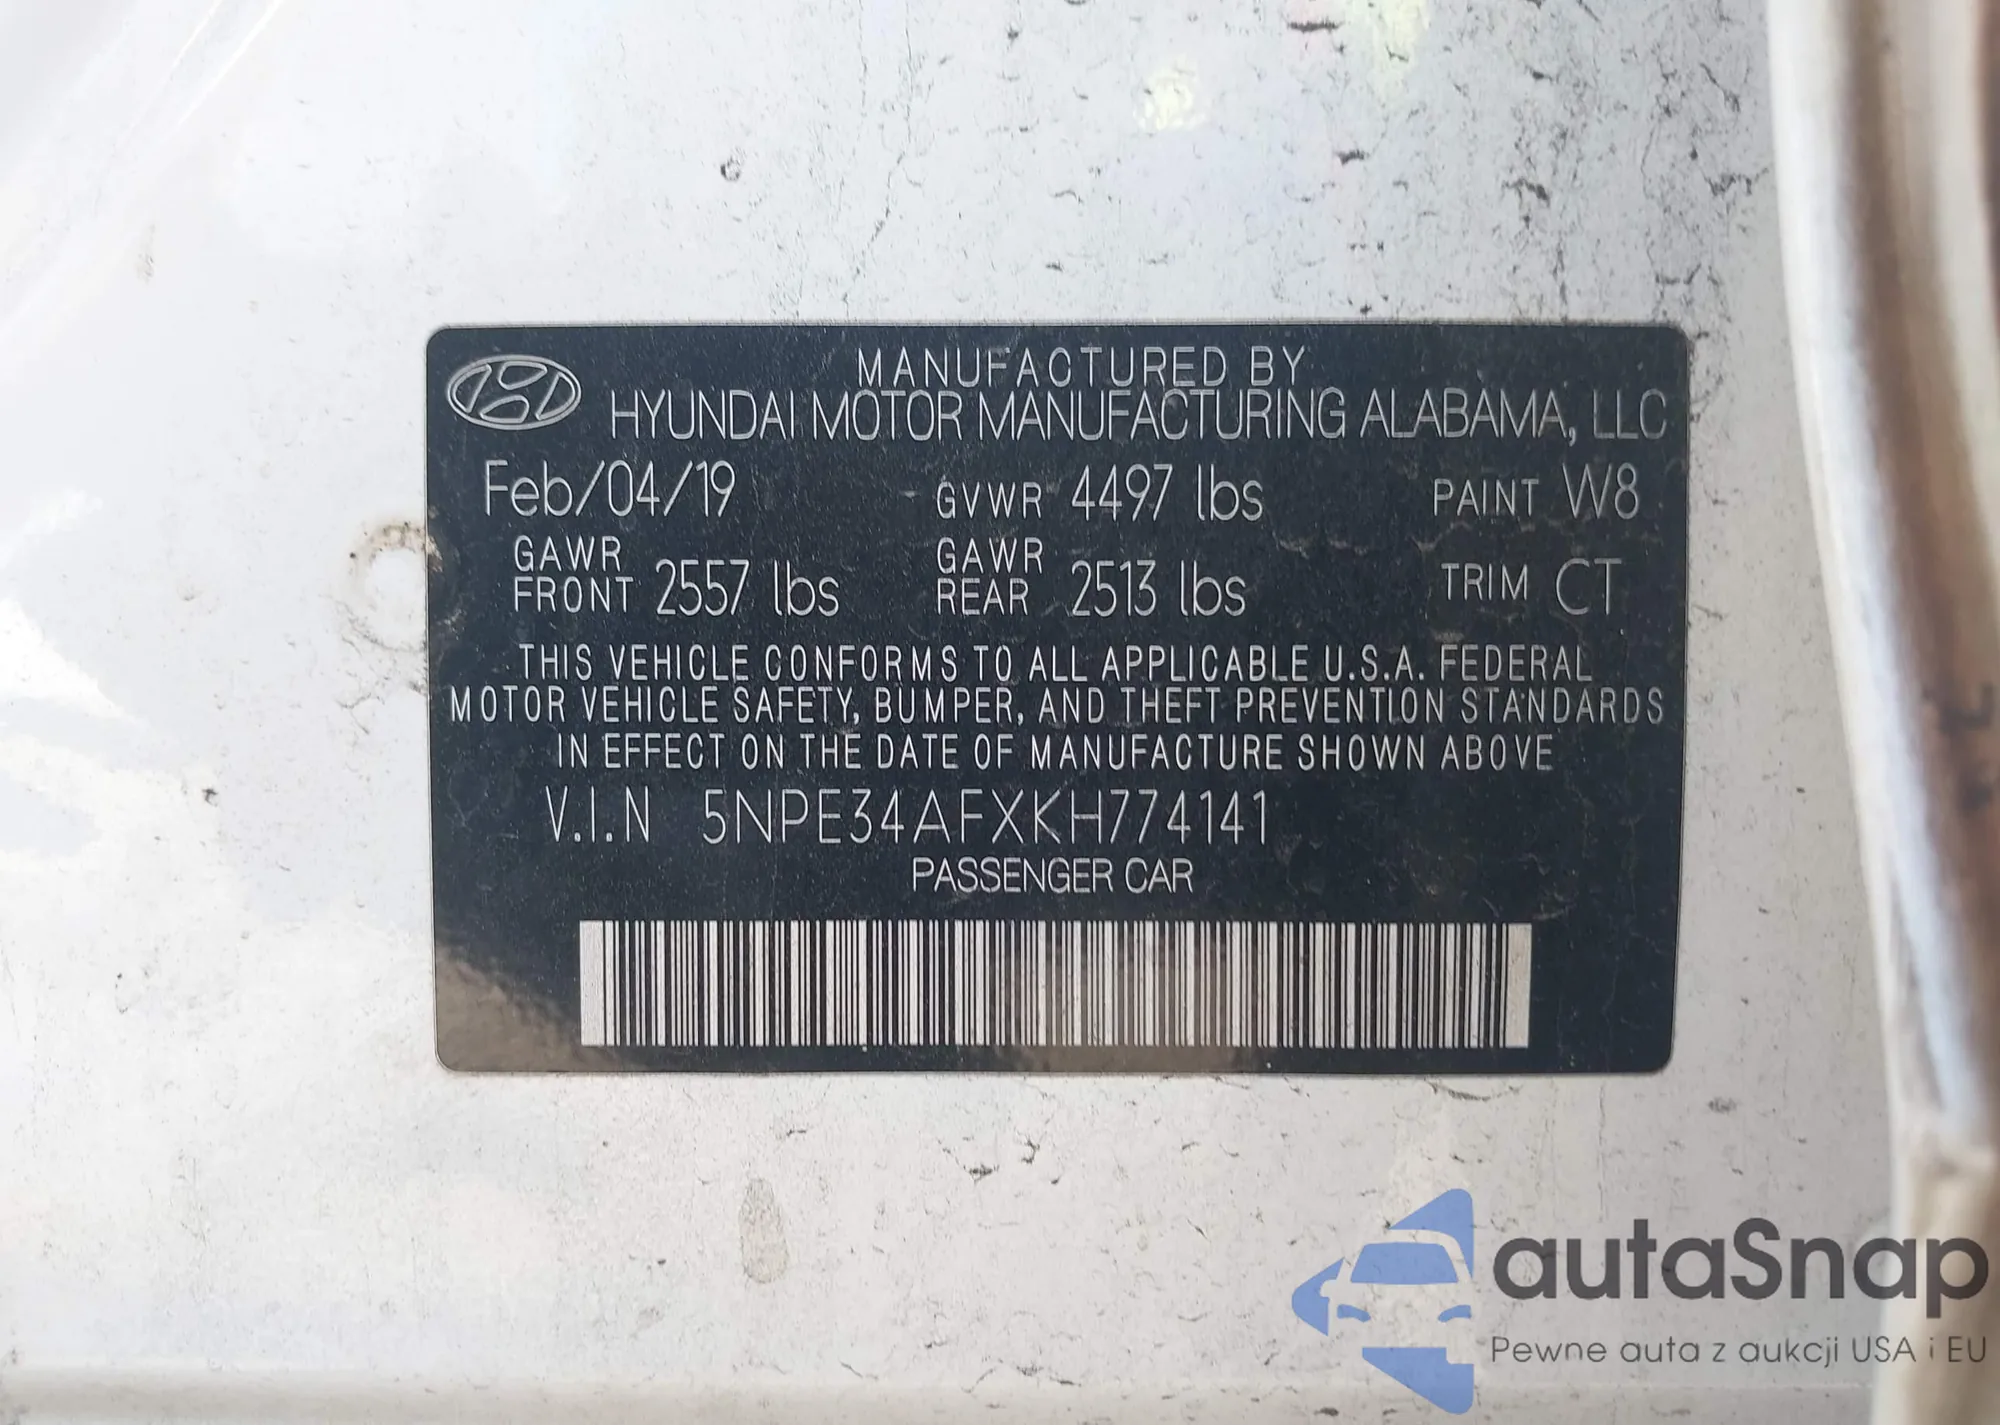 MANUFACTURED BY
HYUNDAI MOTOR MANUFACTURING ALABAMA, LLC
Feb/04/19 GVWR 4497 lbs PAINT W8
GAWR FRONT 2557 lbs GAWR REAR 2513 lbs TRIM CT
THIS VEHICLE CONFORMS TO ALL APPLICABLE U.S.A. FEDERAL
MOTOR VEHICLE SAFETY, BUMPER, AND THEFT PREVENTION STANDARDS
IN EFFECT ON THE DATE OF MANUFACTURE SHOWN ABOVE
V.I.N 5NPE34AFXKH774141
PASSENGER CAR
autaSnap
Pewne auta z aukcji USA i EU